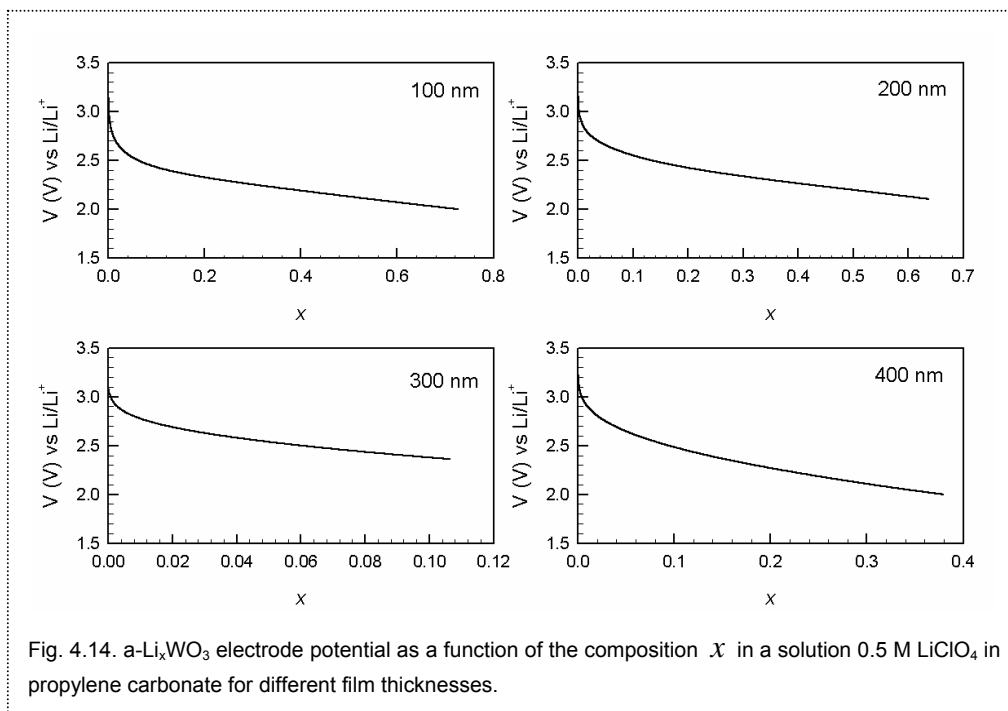 3.5
100 nm
3.0
2.5
2.0
1.5
V (V) vs Li/Li⁺
0.0 0.2 0.4 0.6 0.8
x
3.5
200 nm
3.0
2.5
2.0
1.5
V (V) vs Li/Li⁺
0.0 0.1 0.2 0.3 0.4 0.5 0.6 0.7
x
3.5
300 nm
3.0
2.5
2.0
1.5
V (V) vs Li/Li⁺
0.00 0.02 0.04 0.06 0.08 0.10 0.12
x
3.5
400 nm
3.0
2.5
2.0
1.5
V (V) vs Li/Li⁺
0.0 0.1 0.2 0.3 0.4
x
Fig. 4.14. a-LiₓWO₃ electrode potential as a function of the composition x in a solution 0.5 M LiClO₄ in
propylene carbonate for different film thicknesses.